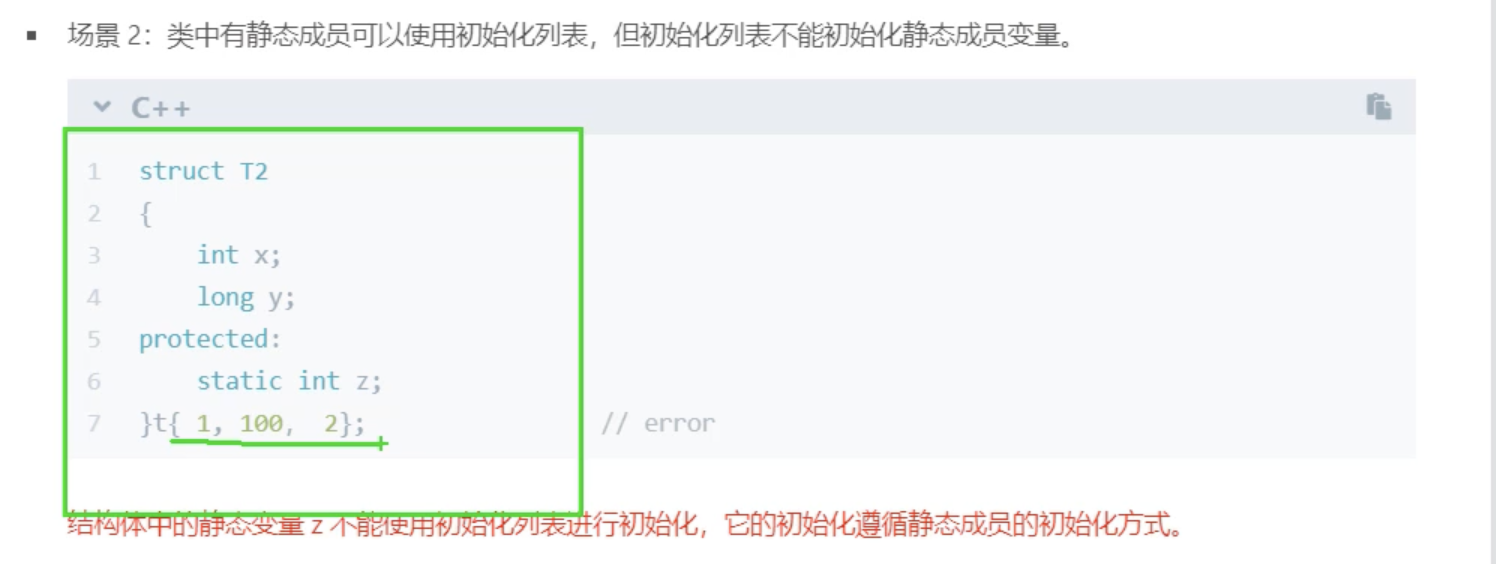 ▪ 场景 2：类中有静态成员可以使用初始化列表，但初始化列表不能初始化静态成员变量。
C++
1 struct T2
2 {
3 int x;
4 long y;
5 protected:
6 static int z;
7 }t{ 1, 100, 2}; // error
结构体中的静态变量 z 不能使用初始化列表进行初始化，它的初始化遵循静态成员的初始化方式。